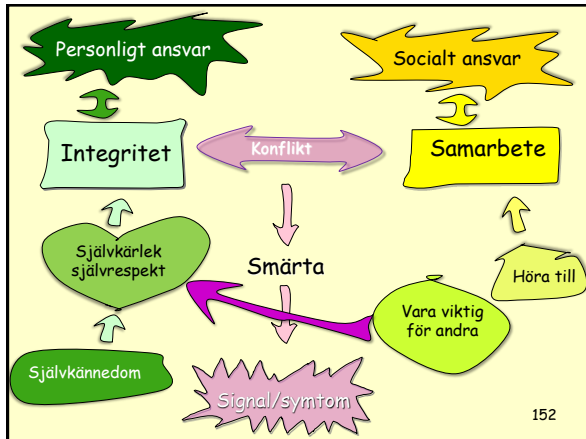 Personligt ansvar
Socialt ansvar
Integritet
Konflikt
Samarbete
Självkärlek
självrespekt
Smärta
Höra till
Vara viktig
för andra
Självkännedom
Signal/symtom
152